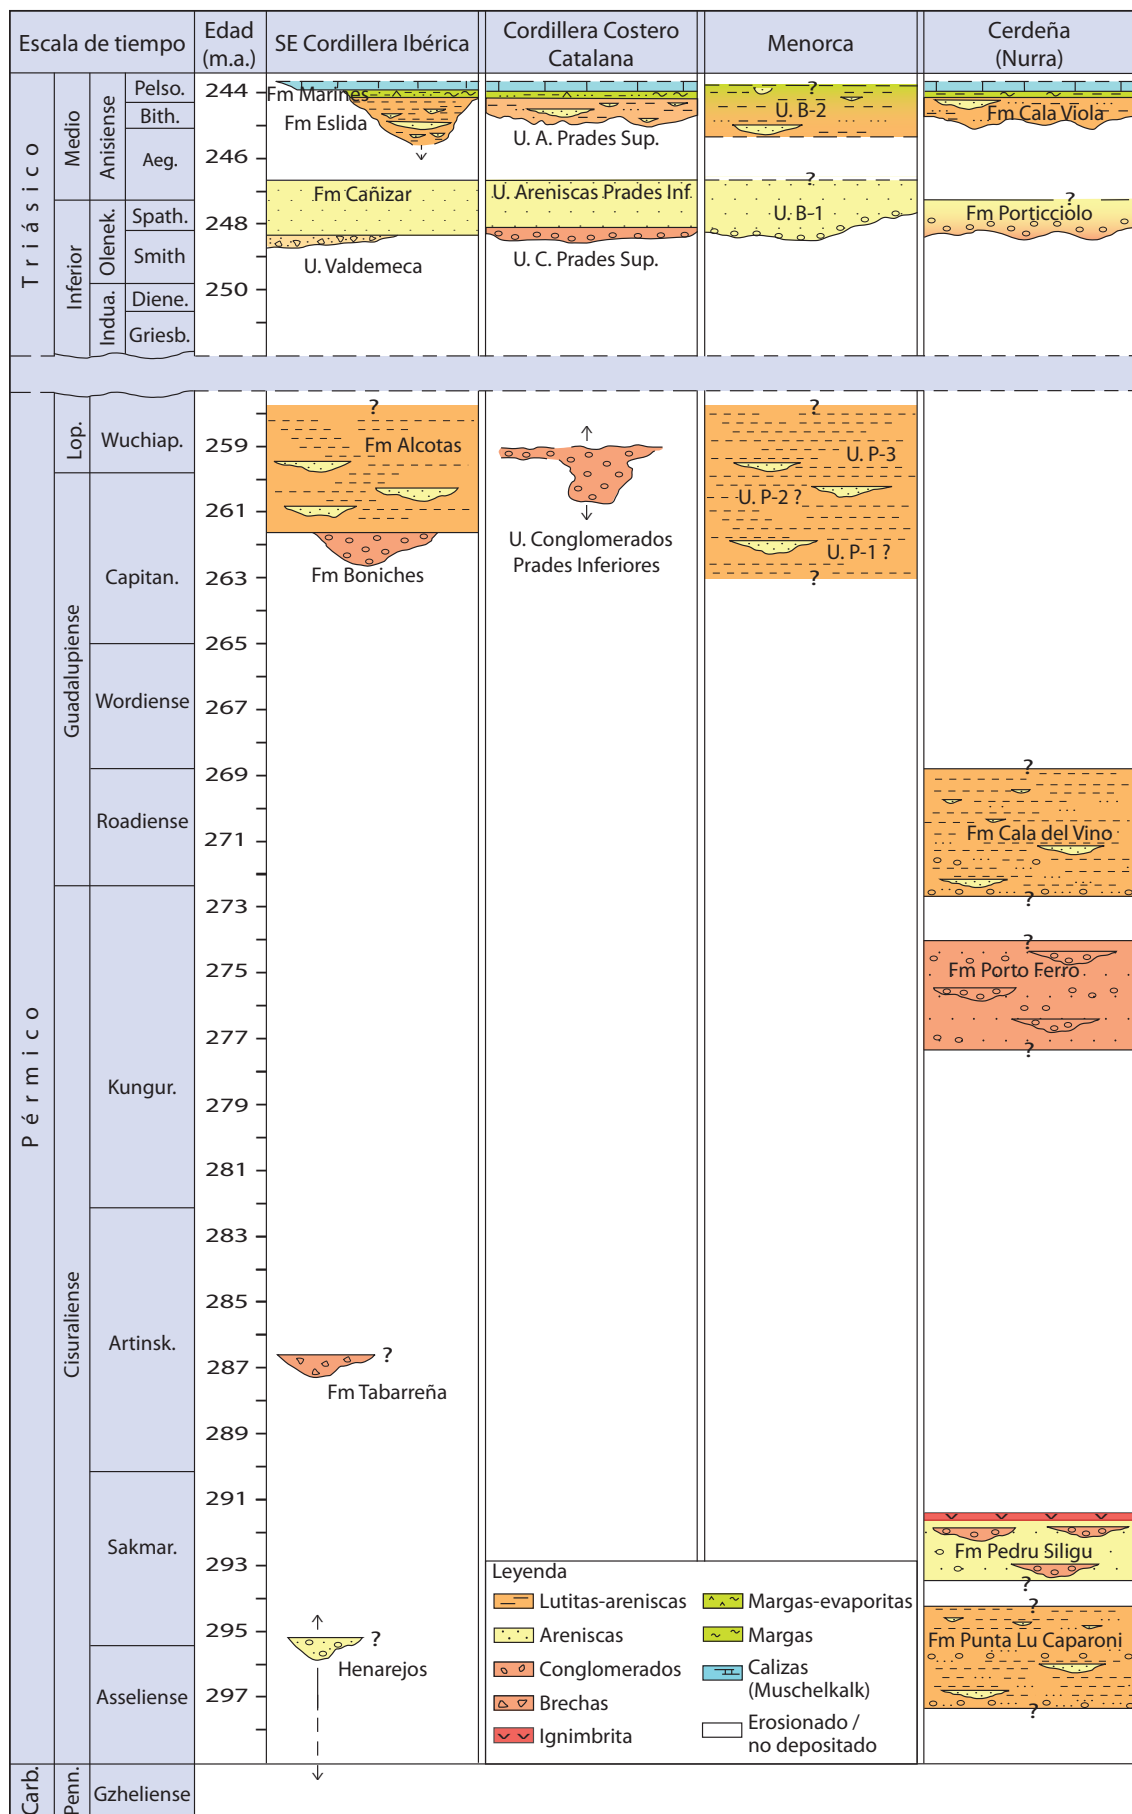 Escala de tiempo
Edad
(m.a.)
SE Cordillera Ibérica
Cordillera Costero
Catalana
Menorca
Cerdeña
(Nurra)
Triásico
Medio
Inferior
Anisiense
Olenek.
Indua.
Pelso.
Bith.
Aeg.
Spath.
Smith
Diene.
Griesb.
244
246
248
250
Fm Marines
Fm Eslida
Fm Cañizar
U. Valdemeca
U. A. Prades Sup.
U. Areniscas Prades Inf.
U. C. Prades Sup.
?
U. B-2
?
U. B-1
Fm Cala Viola
?
Fm Porticciolo
Pérmico
Lop.
Guadalupiense
Cisuraliense
Wuchiap.
Capitan.
Wordiense
Roadiense
Kungur.
Artinsk.
Sakmar.
Asseliense
259
261
263
265
267
269
271
273
275
277
279
281
283
285
287
289
291
293
295
297
?
Fm Alcotas
Fm Boniches
?
Fm Tabarreña
?
Henarejos
U. Conglomerados
Prades Inferiores
?
U. P-3
U. P-2 ?
U. P-1 ?
?
?
Fm Cala del Vino
?
?
Fm Porto Ferro
?
Fm Pedru Siligu
?
?
Fm Punta Lu Caparoni
?
Leyenda
Lutitas-areniscas
Areniscas
Conglomerados
Brechas
Ignimbrita
Margas-evaporitas
Margas
Calizas
(Muschelkalk)
Erosionado /
no depositado
Carb.
Penn.
Gzheliense